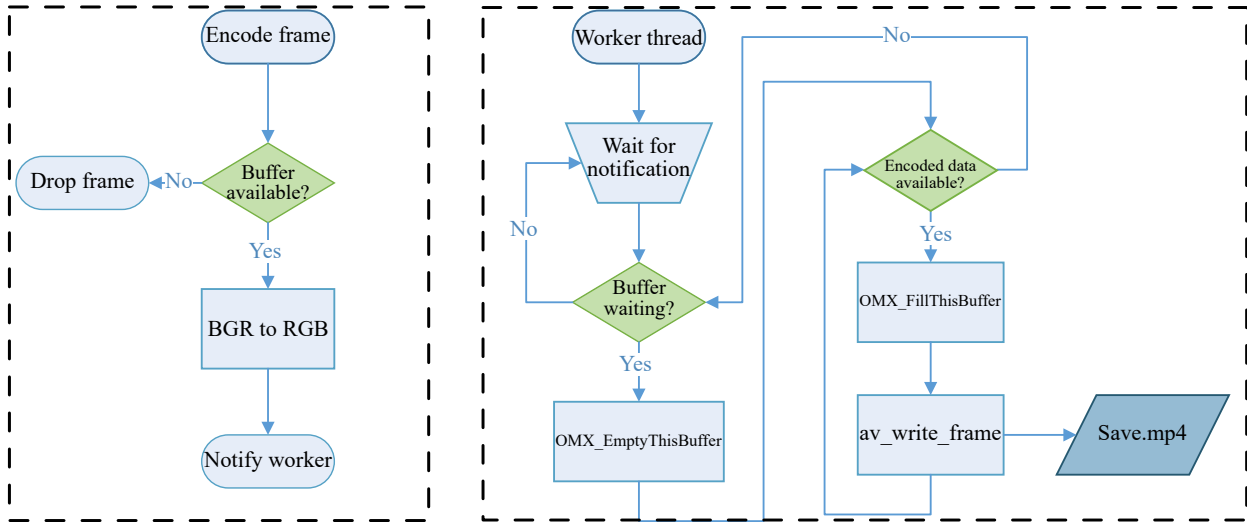 Encode frame
Buffer
available?
No
Drop frame
Yes
BGR to RGB
Notify worker
Worker thread
Wait for
notification
No
Buffer
waiting?
Yes
OMX_EmptyThisBuffer
No
Encoded data
available?
Yes
OMX_FillThisBuffer
av_write_frame
Save.mp4